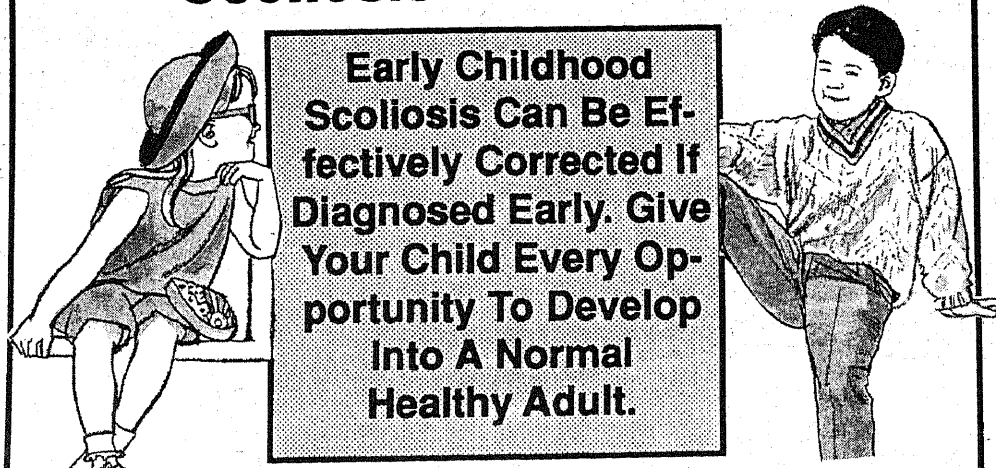 Early Childhood
Scoliosis Can Be Ef-
fectively Corrected If
Diagnosed Early. Give
Your Child Every Op-
portunity To Develop
Into A Normal
Healthy Adult.